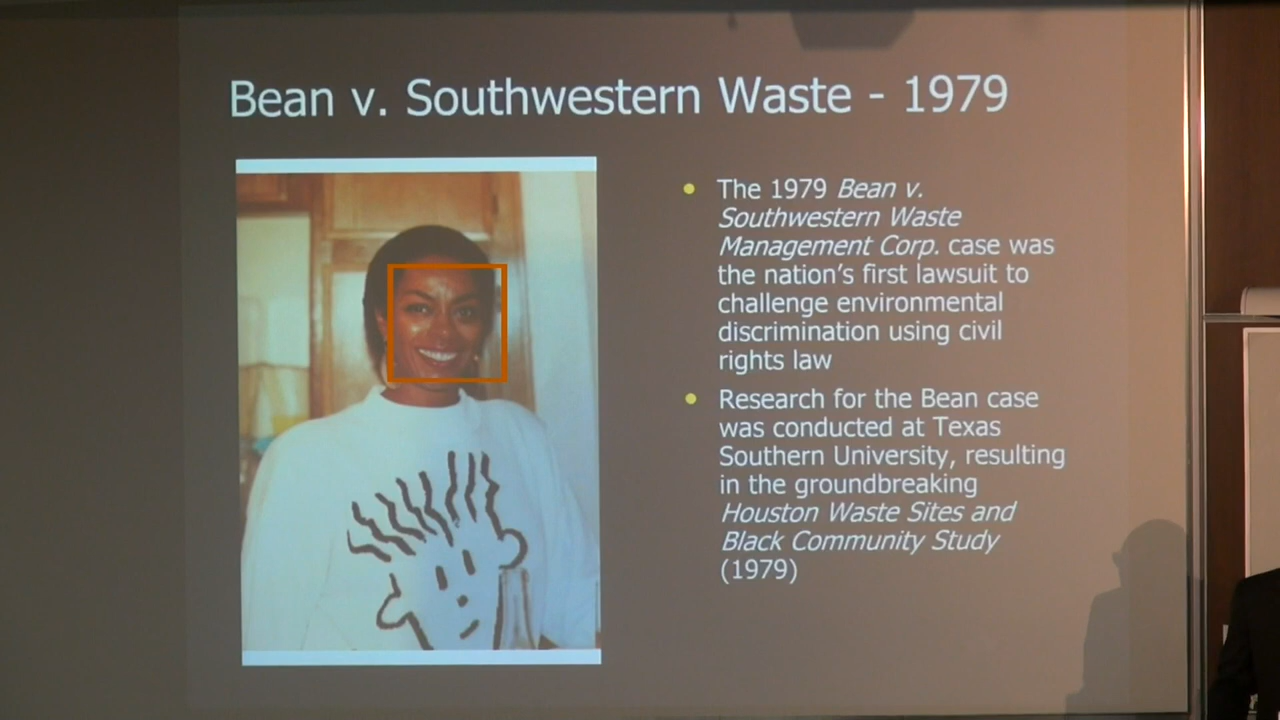 Bean v. Southwestern Waste - 1979
The 1979 Bean v.
Southwestern Waste
Management Corp. case was
the nation's first lawsuit to
challenge environmental
discrimination using civil
rights law
Research for the Bean case
was conducted at Texas
Southern University, resulting
in the groundbreaking
Houston Waste Sites and
Black Community Study
(1979)